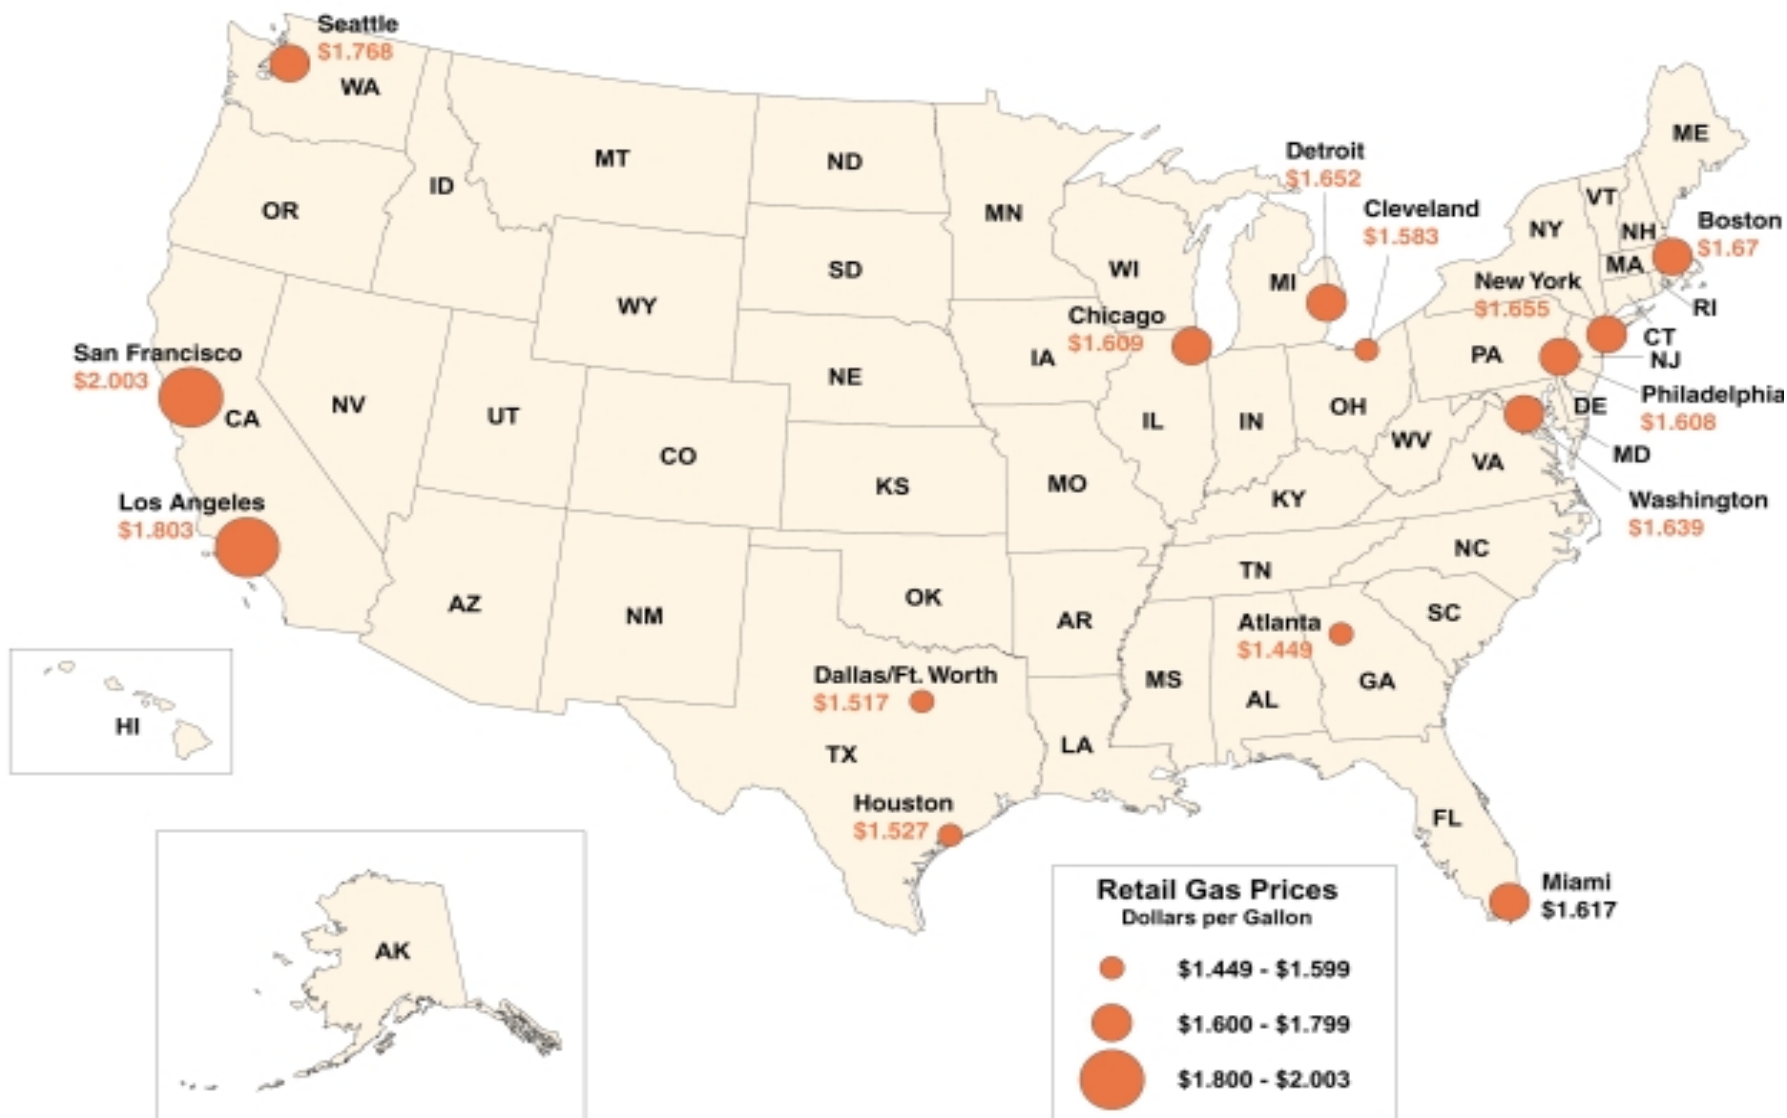 Seattle
$1.768
WA
MT
ND
MN
ID
OR
SD
WI
WY
Detroit
$1.652
Cleveland
$1.583
MI
ME
VT
NY
NH
Boston
$1.67
MA
New York
$1.655
RI
CT
NJ
PA
Chicago
$1.609
IA
NE
San Francisco
$2.003
CA
NV
UT
CO
KS
MO
IL
IN
OH
WV
VA
DE
Philadelphia
$1.608
MD
Washington
$1.639
KY
Los Angeles
$1.803
AZ
NM
OK
AR
TN
NC
SC
Atlanta
$1.449
GA
MS
AL
Dallas/Ft. Worth
$1.517
TX
LA
HI
Houston
$1.527
FL
Miami
$1.617
AK
Retail Gas Prices
Dollars per Gallon
$1.449 - $1.599
$1.600 - $1.799
$1.800 - $2.003